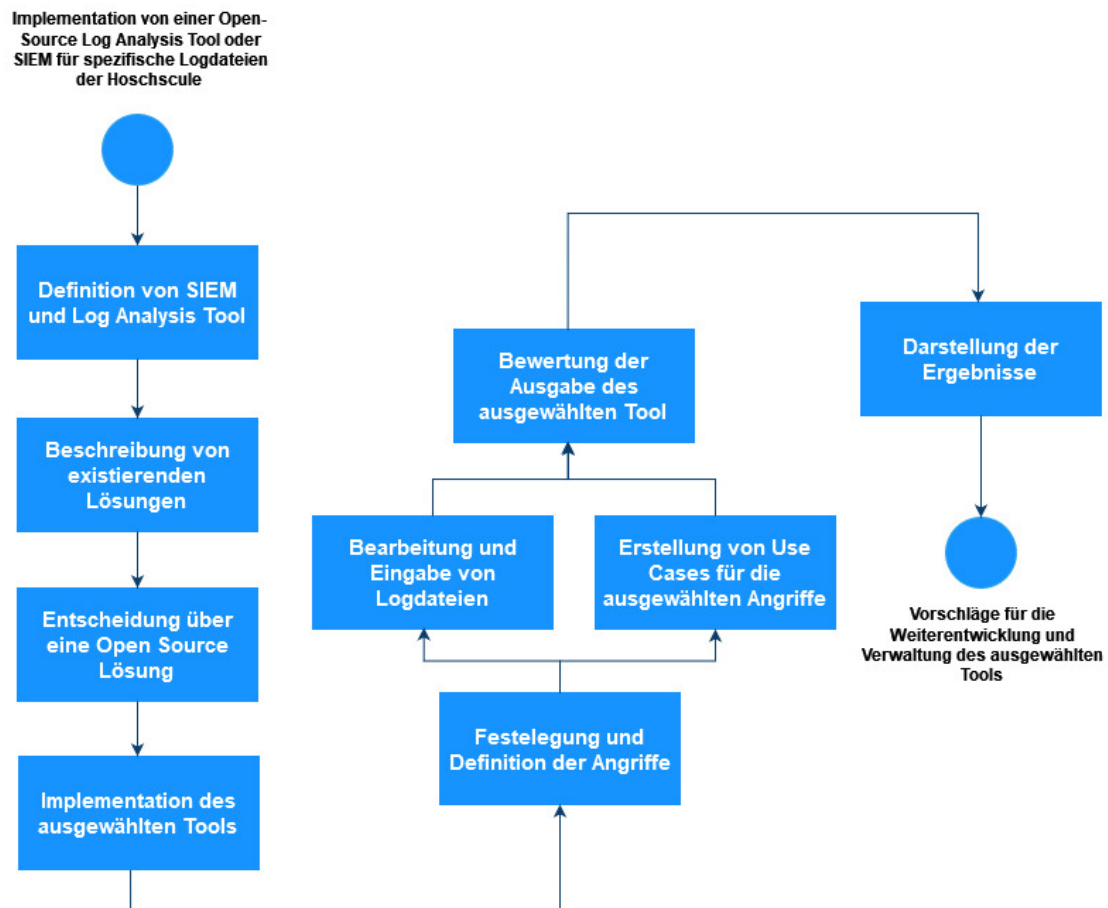 Implementation von einer Open-
Source Log Analysis Tool oder
SIEM für spezifische Logdateien
der Hoschscule
Definition von SIEM
und Log Analysis Tool
Beschreibung von
existierenden
Lösungen
Entscheidung über
eine Open Source
Lösung
Implementation des
ausgewählten Tools
Festelegung und
Definition der Angriffe
Bearbeitung und
Eingabe von
Logdateien
Erstellung von Use
Cases für die
ausgewählten Angriffe
Bewertung der
Ausgabe des
ausgewählten Tool
Darstellung der
Ergebnisse
Vorschläge für die
Weiterentwicklung und
Verwaltung des ausgewählten
Tools